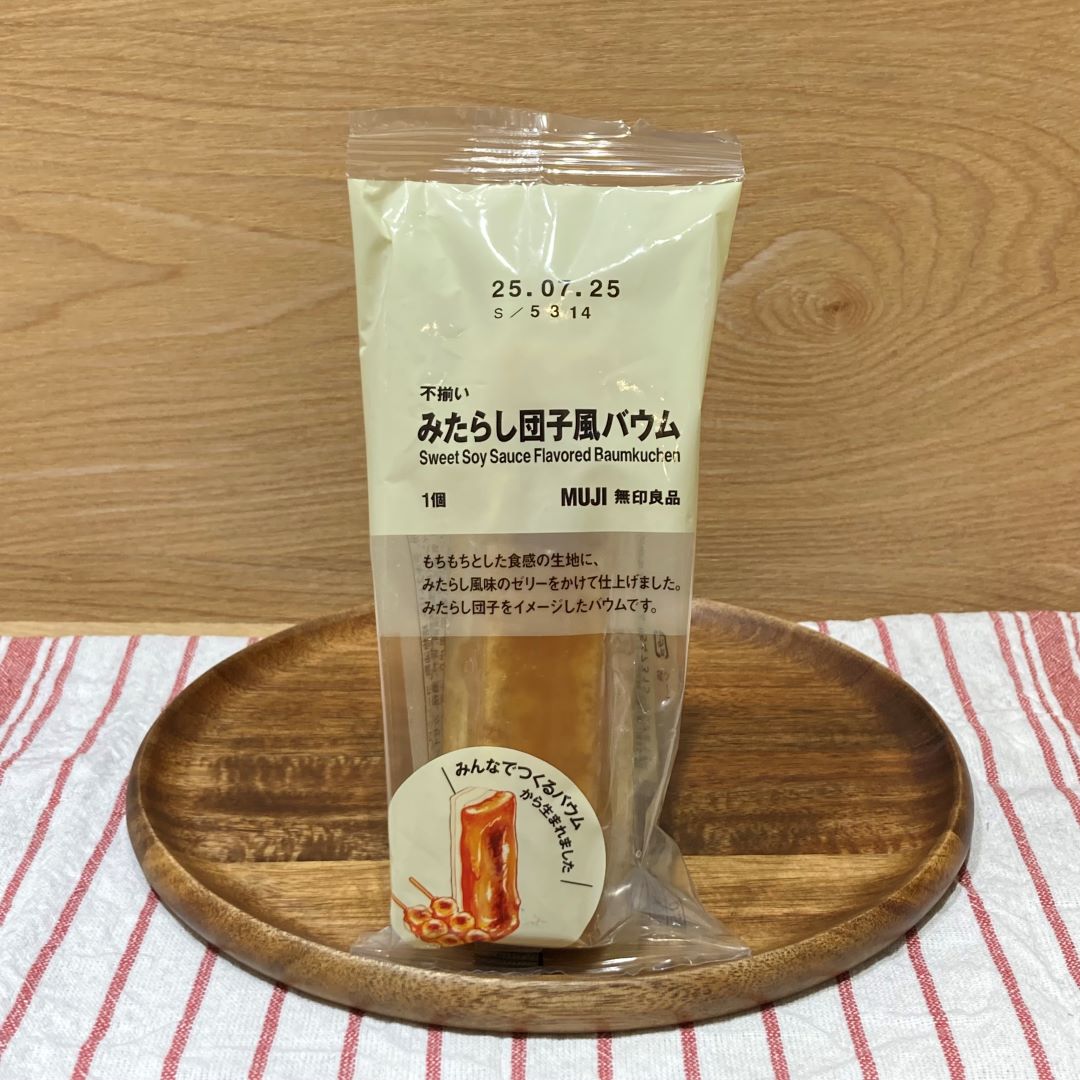 25.07.25
S／5314
不揃い
みたらし団子風バウム
Sweet Soy Sauce Flavored Baumkuchen
1個 MUJI 無印良品
もちもちとした食感の生地に、
みたらし風味のゼリーをかけて仕上げました。
みたらし団子をイメージしたバウムです。
みんなでつくるバウム
から生まれました